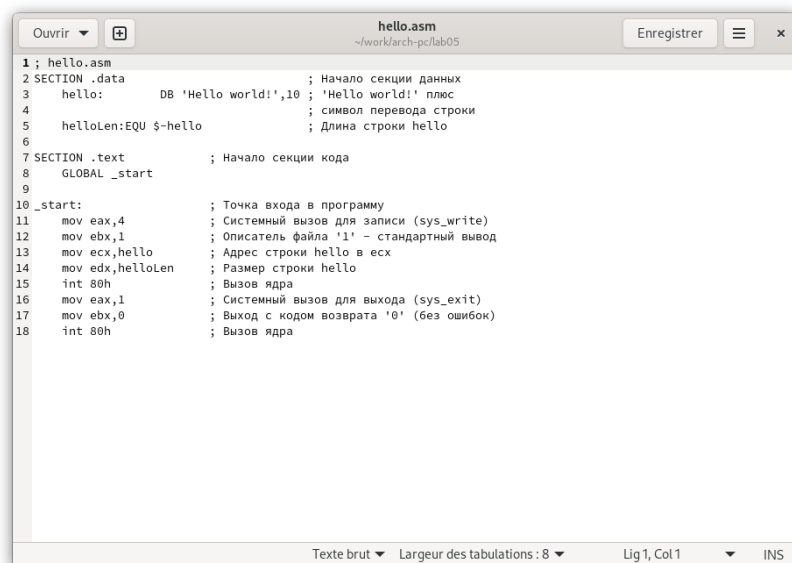 Ouvrir
hello.asm
~/work/arch-pc/lab05
Enregistrer
1 ; hello.asm
2 SECTION .data ; Начало секции данных
3 hello: DB 'Hello world!',10 ; 'Hello world!' плюс
4 ; символ перевода строки
5 helloLen:EQU $-hello ; Длина строки hello
6
7 SECTION .text ; Начало секции кода
8 GLOBAL _start
9
10 _start: ; Точка входа в программу
11 mov eax,4 ; Системный вызов для записи (sys_write)
12 mov ebx,1 ; Описатель файла '1' - стандартный вывод
13 mov ecx,hello ; Адрес строки hello в ecx
14 mov edx,helloLen ; Размер строки hello
15 int 80h ; Вызов ядра
16 mov eax,1 ; Системный вызов для выхода (sys_exit)
17 mov ebx,0 ; Выход с кодом возврата '0' (без ошибок)
18 int 80h ; Вызов ядра
Texte brut Largeur des tabulations : 8 Lig 1, Col 1 INS